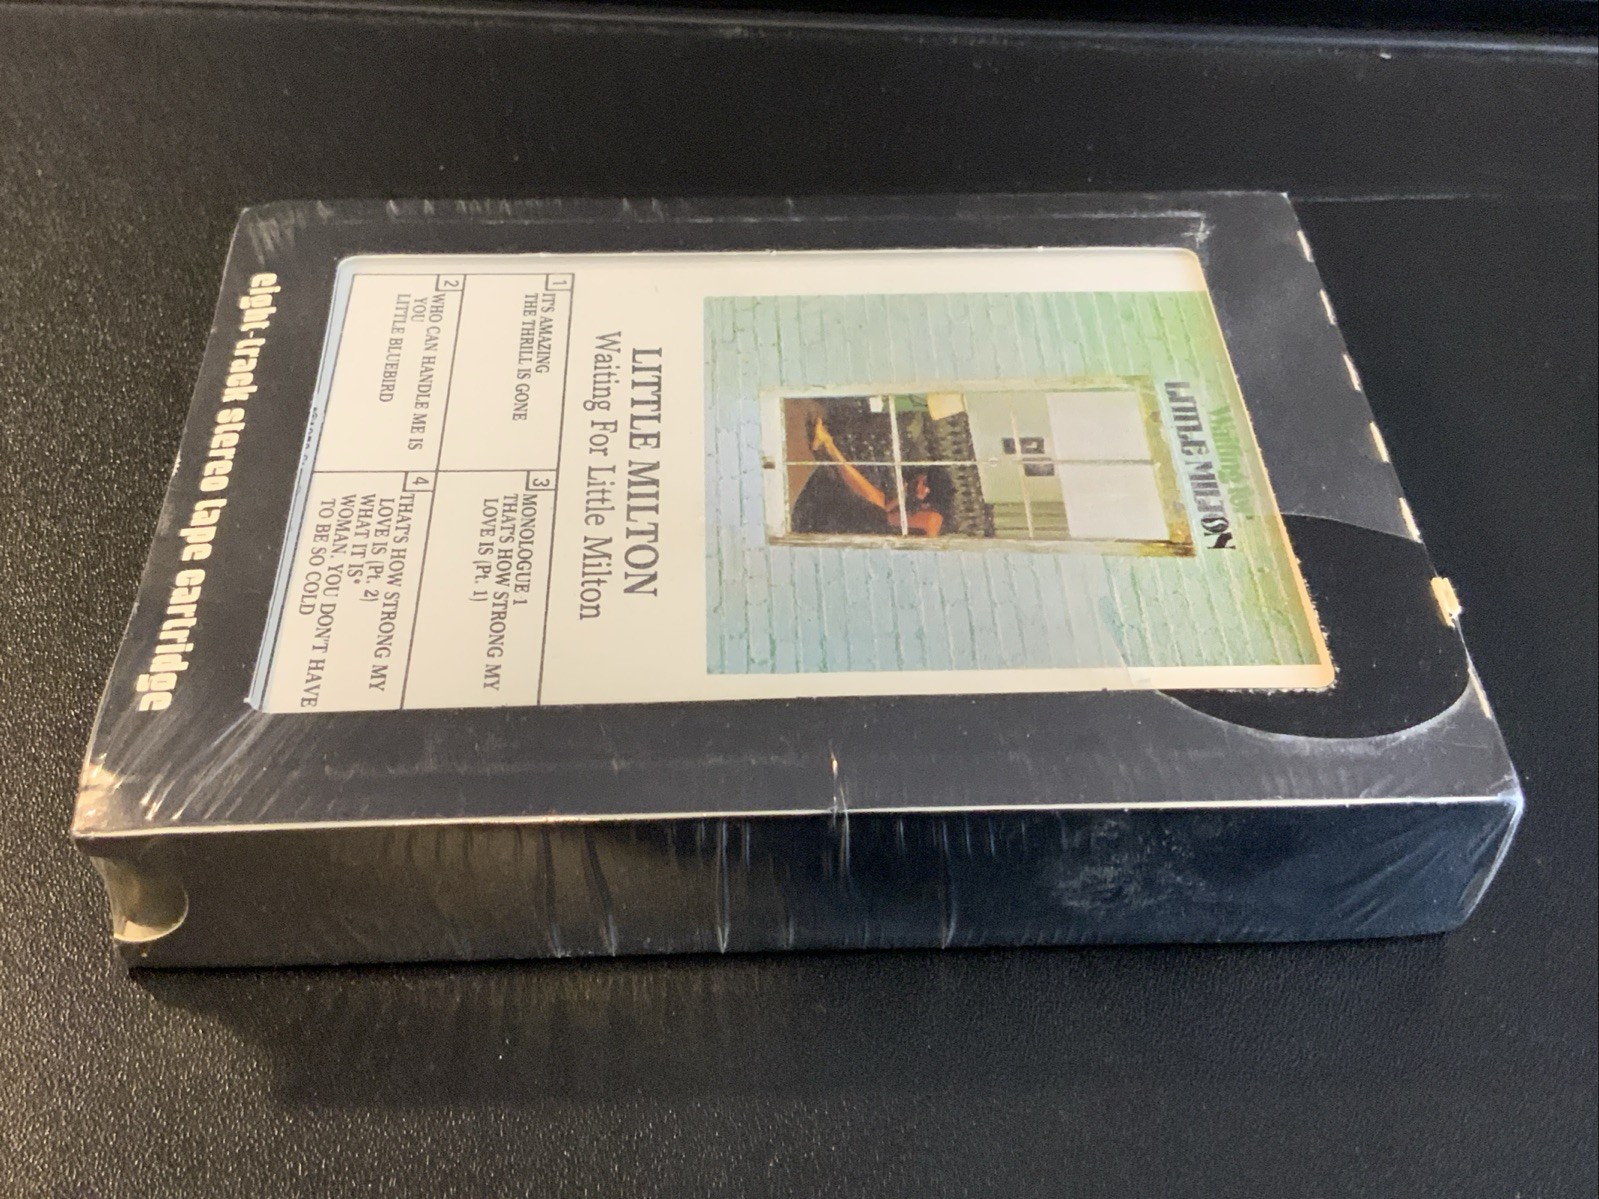 Waiting For
LITTLE MILTON
LITTLE MILTON
Waiting For Little Milton
1 IT'S AMAZING
THE THRILL IS GONE
2 WHO CAN HANDLE ME IS
YOU
LITTLE BLUEBIRD
3 MONOLOGUE 1
THAT'S HOW STRONG MY
LOVE IS (Pt. 1)
4 THAT'S HOW STRONG MY
LOVE IS (Pt. 2)
WHAT IT IS*
WOMAN, YOU DON'T HAVE
TO BE SO COLD
eight-track stereo tape cartridge